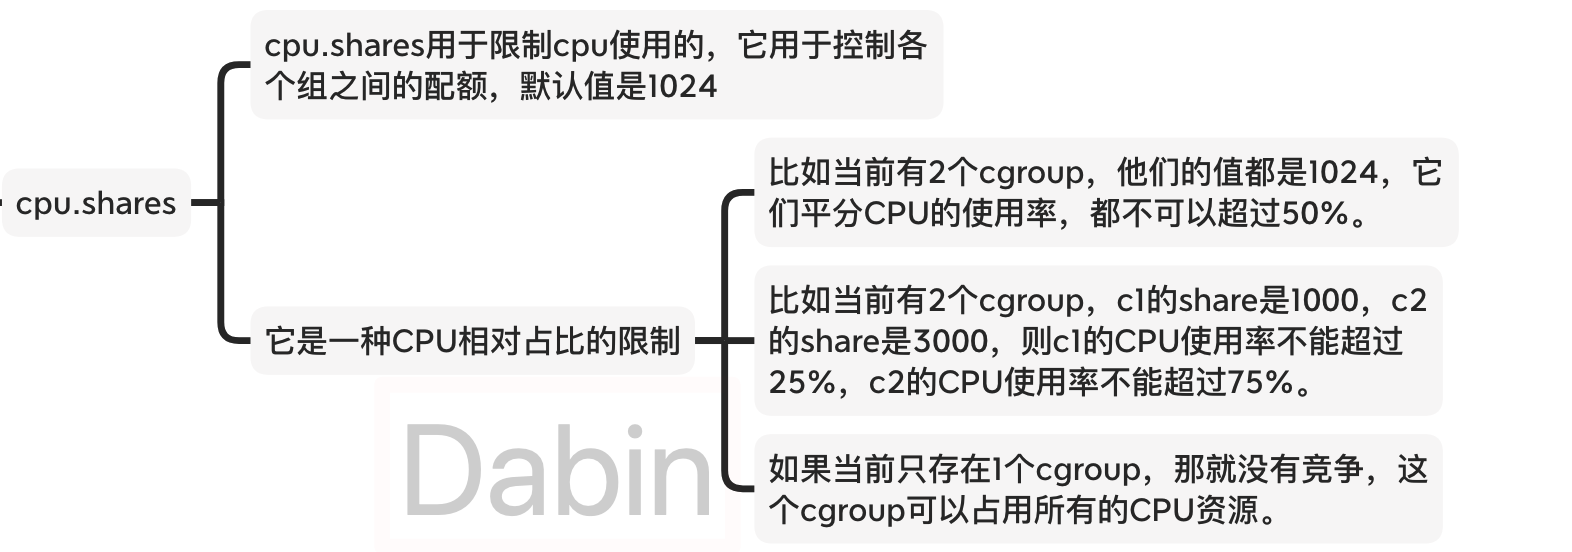 cpu.shares
cpu.shares用于限制cpu使用的，它用于控制各
个组之间的配额，默认值是1024
它是一种CPU相对占比的限制
比如当前有2个cgroup，他们的值都是1024，它
们平分CPU的使用率，都不可以超过50%。
比如当前有2个cgroup，c1的share是1000，c2
的share是3000，则c1的CPU使用率不能超过
25%，c2的CPU使用率不能超过75%。
如果当前只存在1个cgroup，那就没有竞争，这
个cgroup可以占用所有的CPU资源。
Dabin